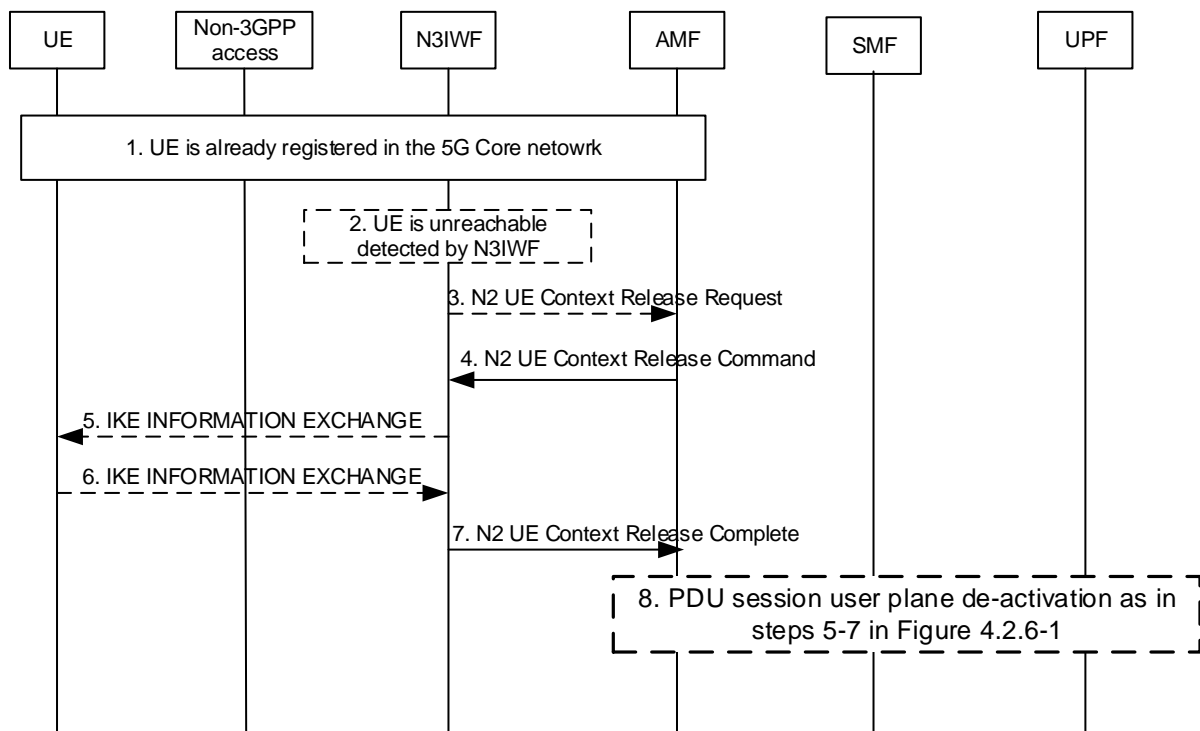 UE
Non-3GPP
access
N3IWF
AMF
SMF
UPF
1. UE is already registered in the 5G Core netowrk
2. UE is unreachable
detected by N3IWF
3. N2 UE Context Release Request
4. N2 UE Context Release Command
5. IKE INFORMATION EXCHANGE
6. IKE INFORMATION EXCHANGE
7. N2 UE Context Release Complete
8. PDU session user plane de-activation as in
steps 5-7 in Figure 4.2.6-1